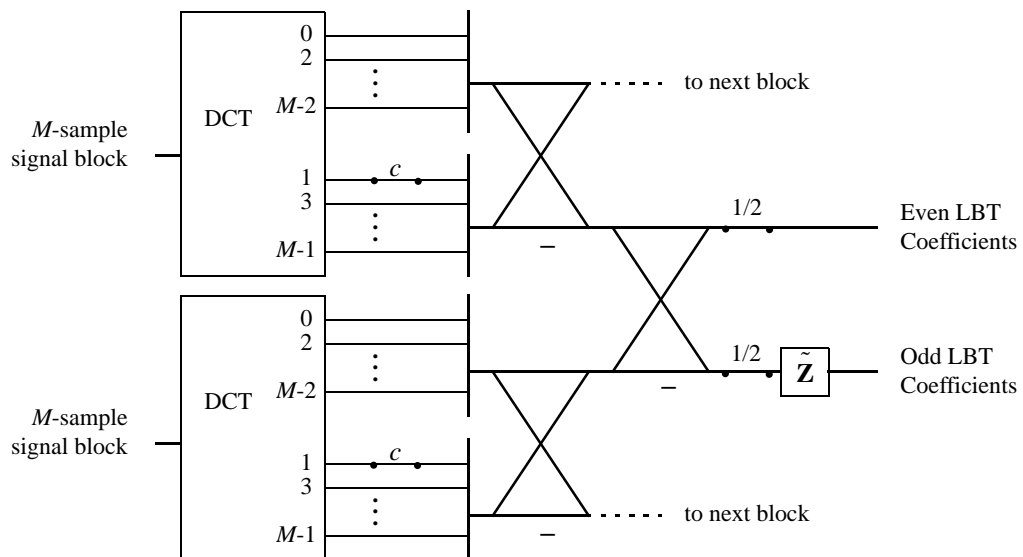 0
2
⋮
M-2
DCT
M-sample
signal block
1
c
3
⋮
M-1
to next block
–
1/2
Even LBT
Coefficients
0
2
⋮
M-2
DCT
M-sample
signal block
1
c
3
⋮
M-1
–
1/2
Z̃
Odd LBT
Coefficients
–
to next block